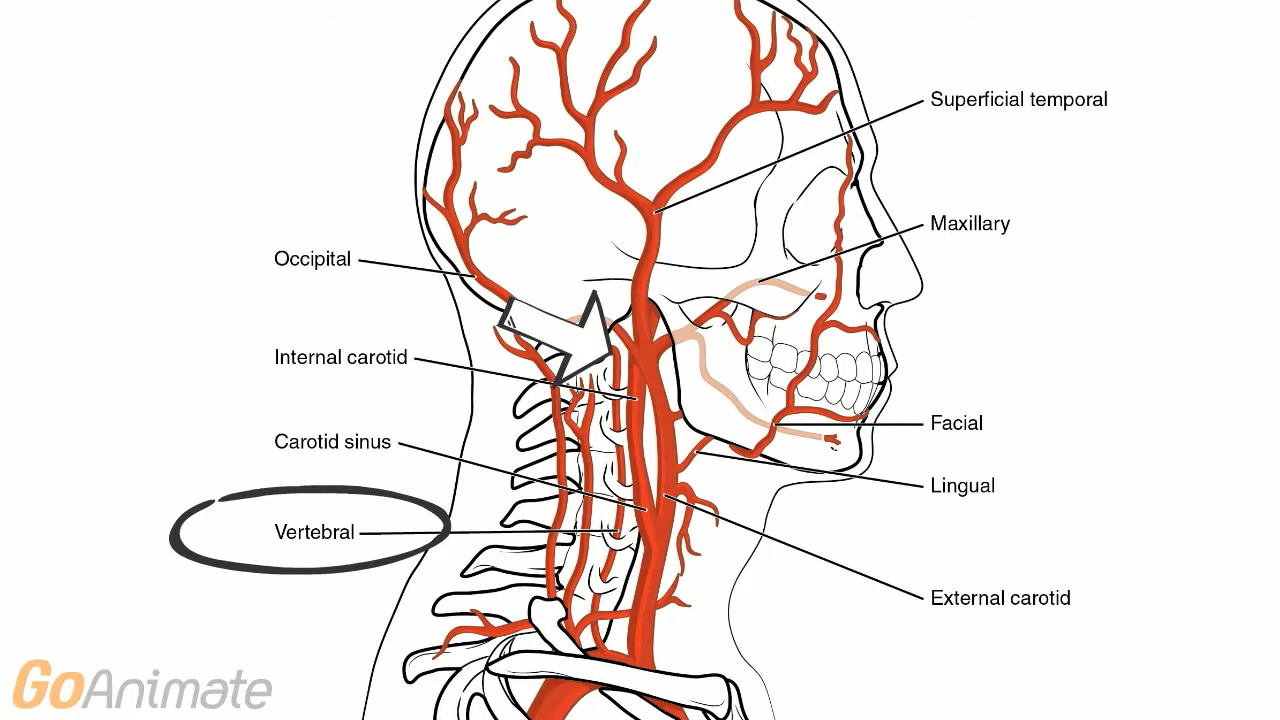 Superficial temporal
Maxillary
Occipital
Internal carotid
Carotid sinus
Facial
Lingual
Vertebral
External carotid
GoAnimate